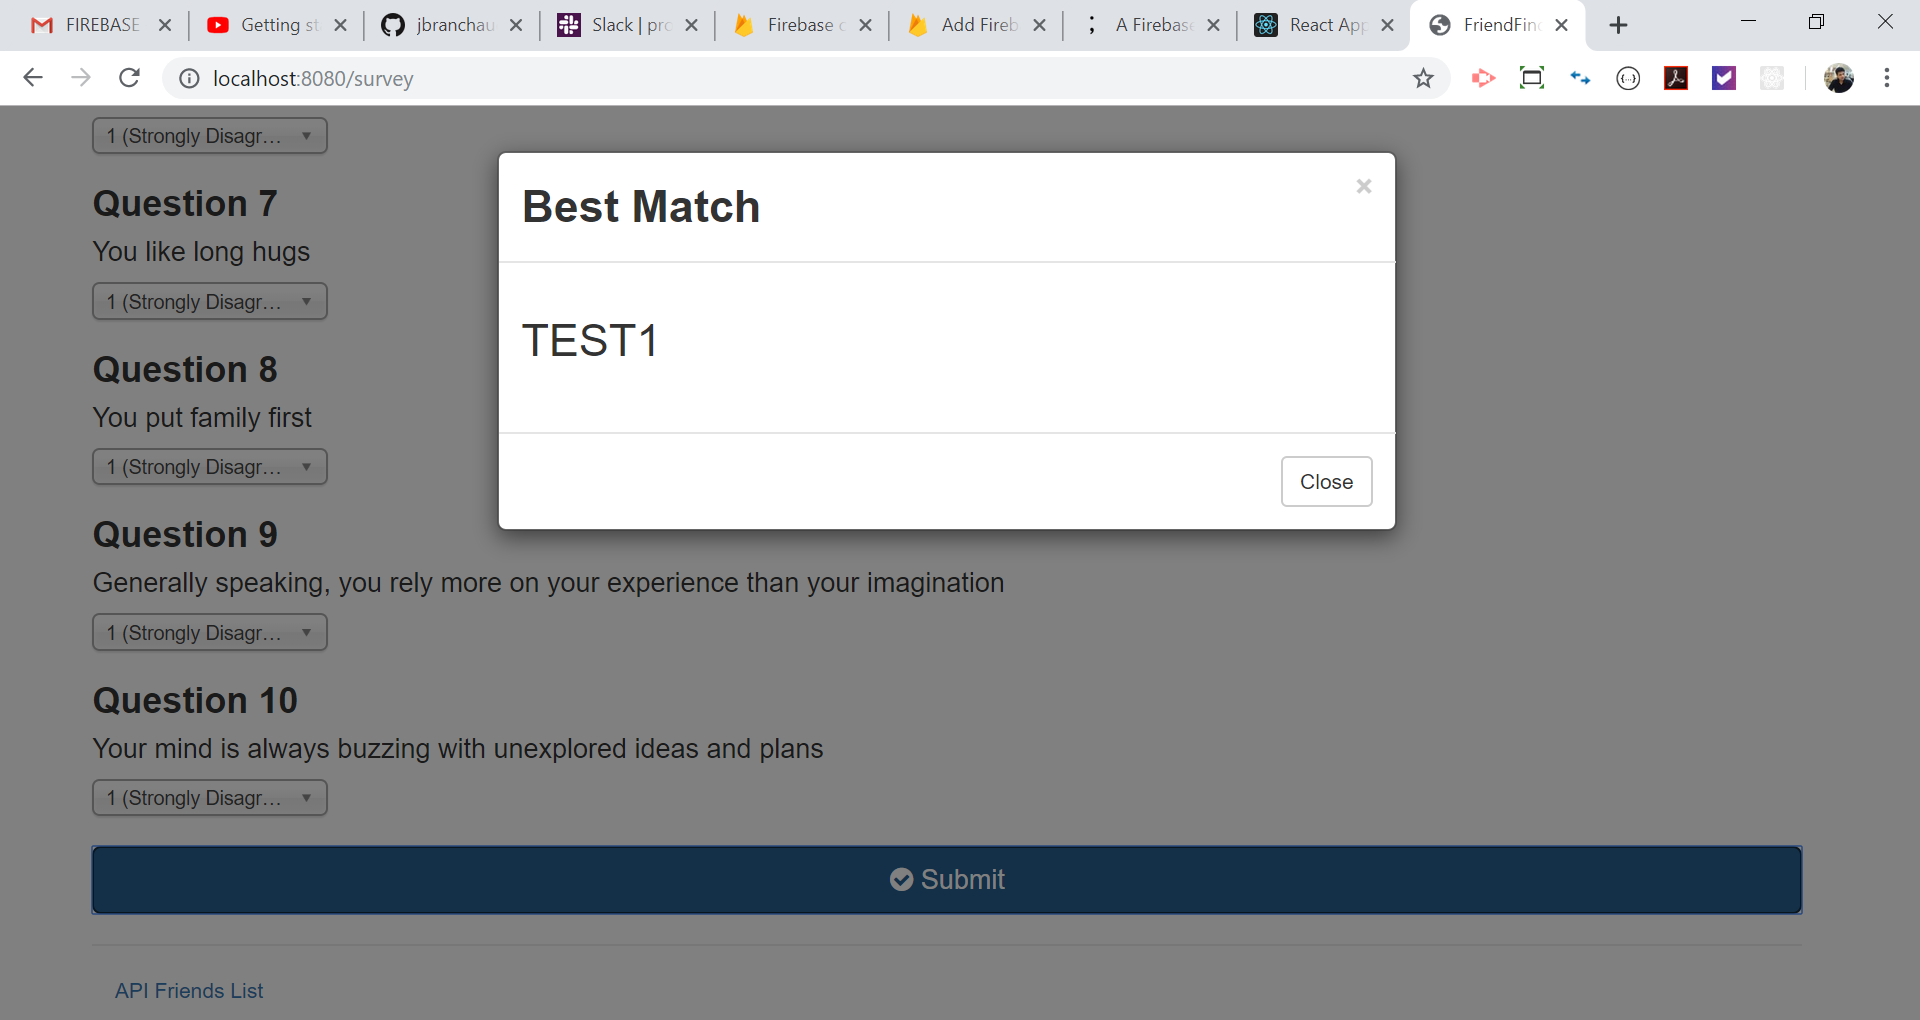 FIREBASE
Getting st
jbranchau
Slack | pro
Firebase c
Add Fireb
A Firebase
React App
FriendFind
localhost:8080/survey
1 (Strongly Disagr...
Best Match
×
Question 7
You like long hugs
1 (Strongly Disagr...
TEST1
Question 8
You put family first
1 (Strongly Disagr...
Close
Question 9
Generally speaking, you rely more on your experience than your imagination
1 (Strongly Disagr...
Question 10
Your mind is always buzzing with unexplored ideas and plans
1 (Strongly Disagr...
Submit
API Friends List